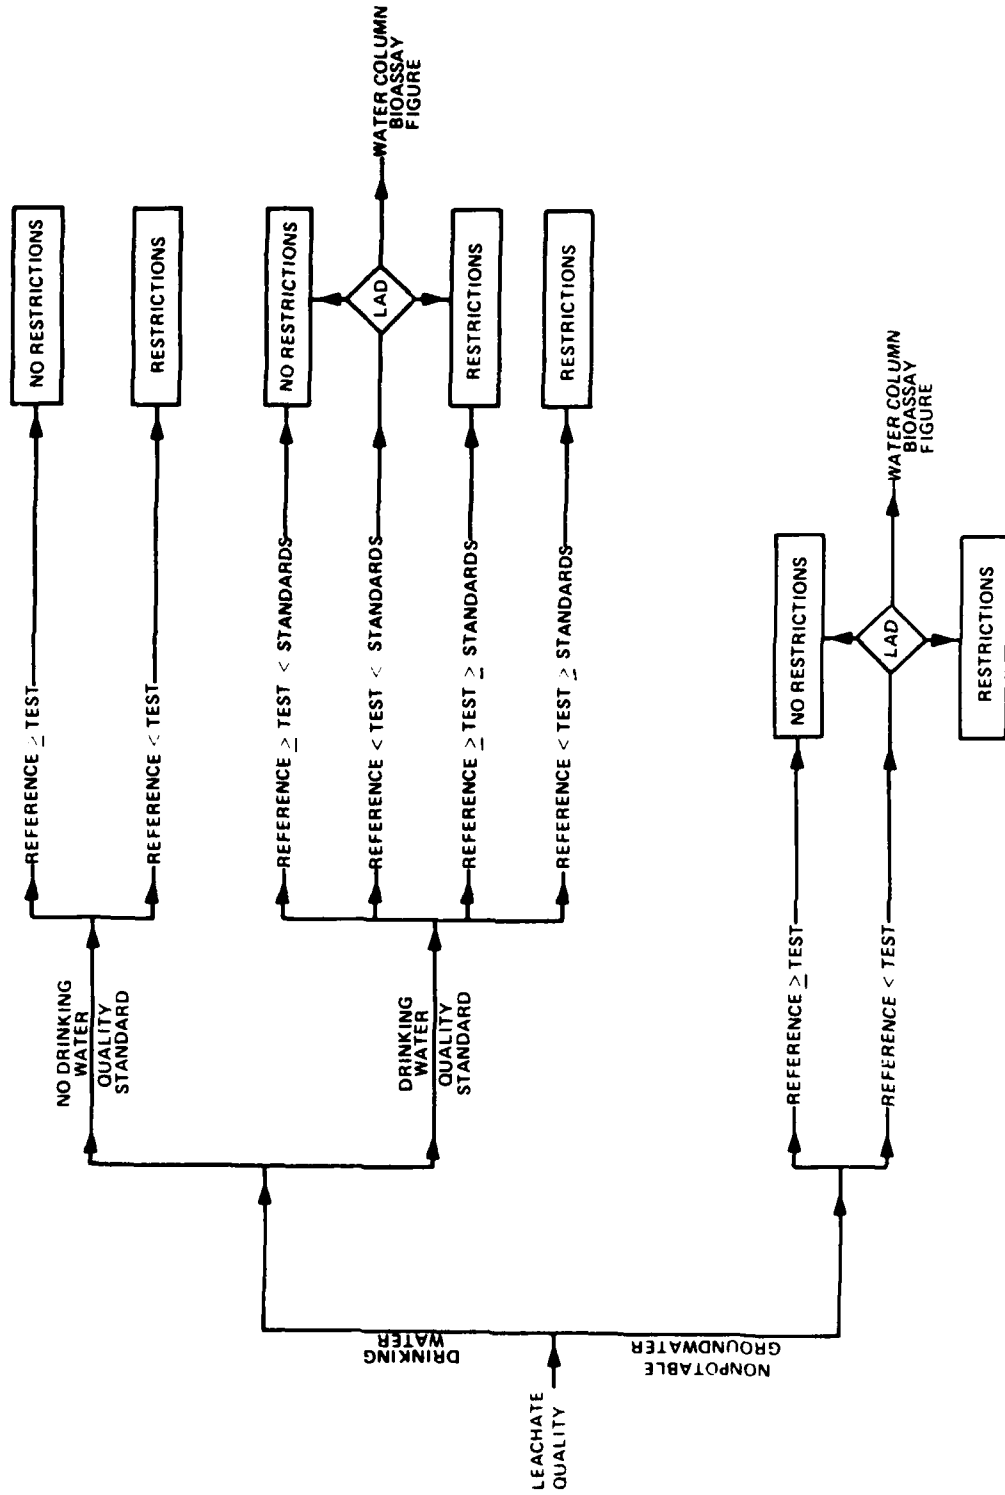 LEACHATE
QUALITY
DRINKING
WATER
NONPOTABLE
GROUNDWATER
NO DRINKING
WATER
QUALITY
STANDARD
REFERENCE ≥ TEST
NO RESTRICTIONS
REFERENCE < TEST
RESTRICTIONS
DRINKING
WATER
QUALITY
STANDARD
REFERENCE ≥ TEST < STANDARDS
NO RESTRICTIONS
REFERENCE < TEST < STANDARDS
LAD
WATER COLUMN
BIOASSAY
FIGURE
REFERENCE ≥ TEST ≥ STANDARDS
RESTRICTIONS
REFERENCE < TEST ≥ STANDARDS
RESTRICTIONS
REFERENCE ≥ TEST
NO RESTRICTIONS
REFERENCE < TEST
LAD
WATER COLUMN
BIOASSAY
FIGURE
RESTRICTIONS